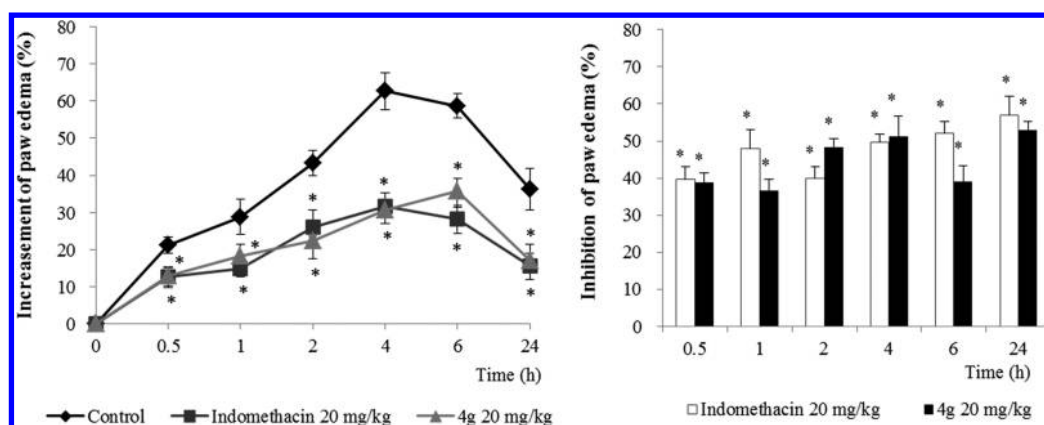 Increasement of paw edema (%)
80
70
60
50
40
30
20
10
0
* * * * * *
* * * * * *
0 0.5 1 2 4 6 24
Time (h)
Control Indomethacin 20 mg/kg 4g 20 mg/kg
Inhibition of paw edema (%)
80
70
60
50
40
30
20
10
0
* * * * * * * * * * * *
0.5 1 2 4 6 24
Time (h)
Indomethacin 20 mg/kg 4g 20 mg/kg